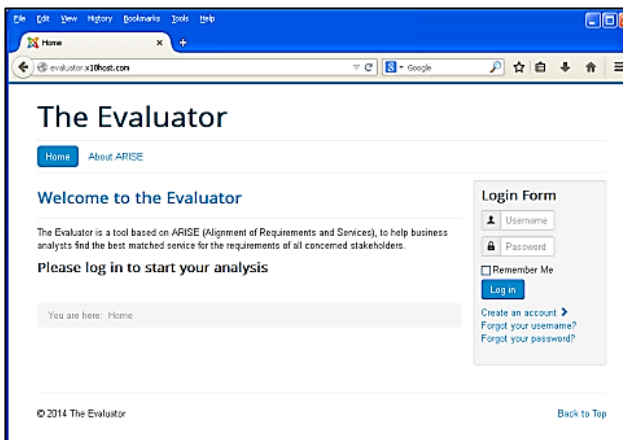 File Edit View History Bookmarks Tools Help
Home × +
evaluator.x10host.com Google
The Evaluator
Home About ARISE
Welcome to the Evaluator
The Evaluator is a tool based on ARISE (Alignment of Requirements and Services), to help business
analysts find the best matched service for the requirements of all concerned stakeholders.
Please log in to start your analysis
You are here: Home
Login Form
Username
Password
Remember Me
Log in
Create an account
Forgot your username?
Forgot your password?
© 2014 The Evaluator Back to Top